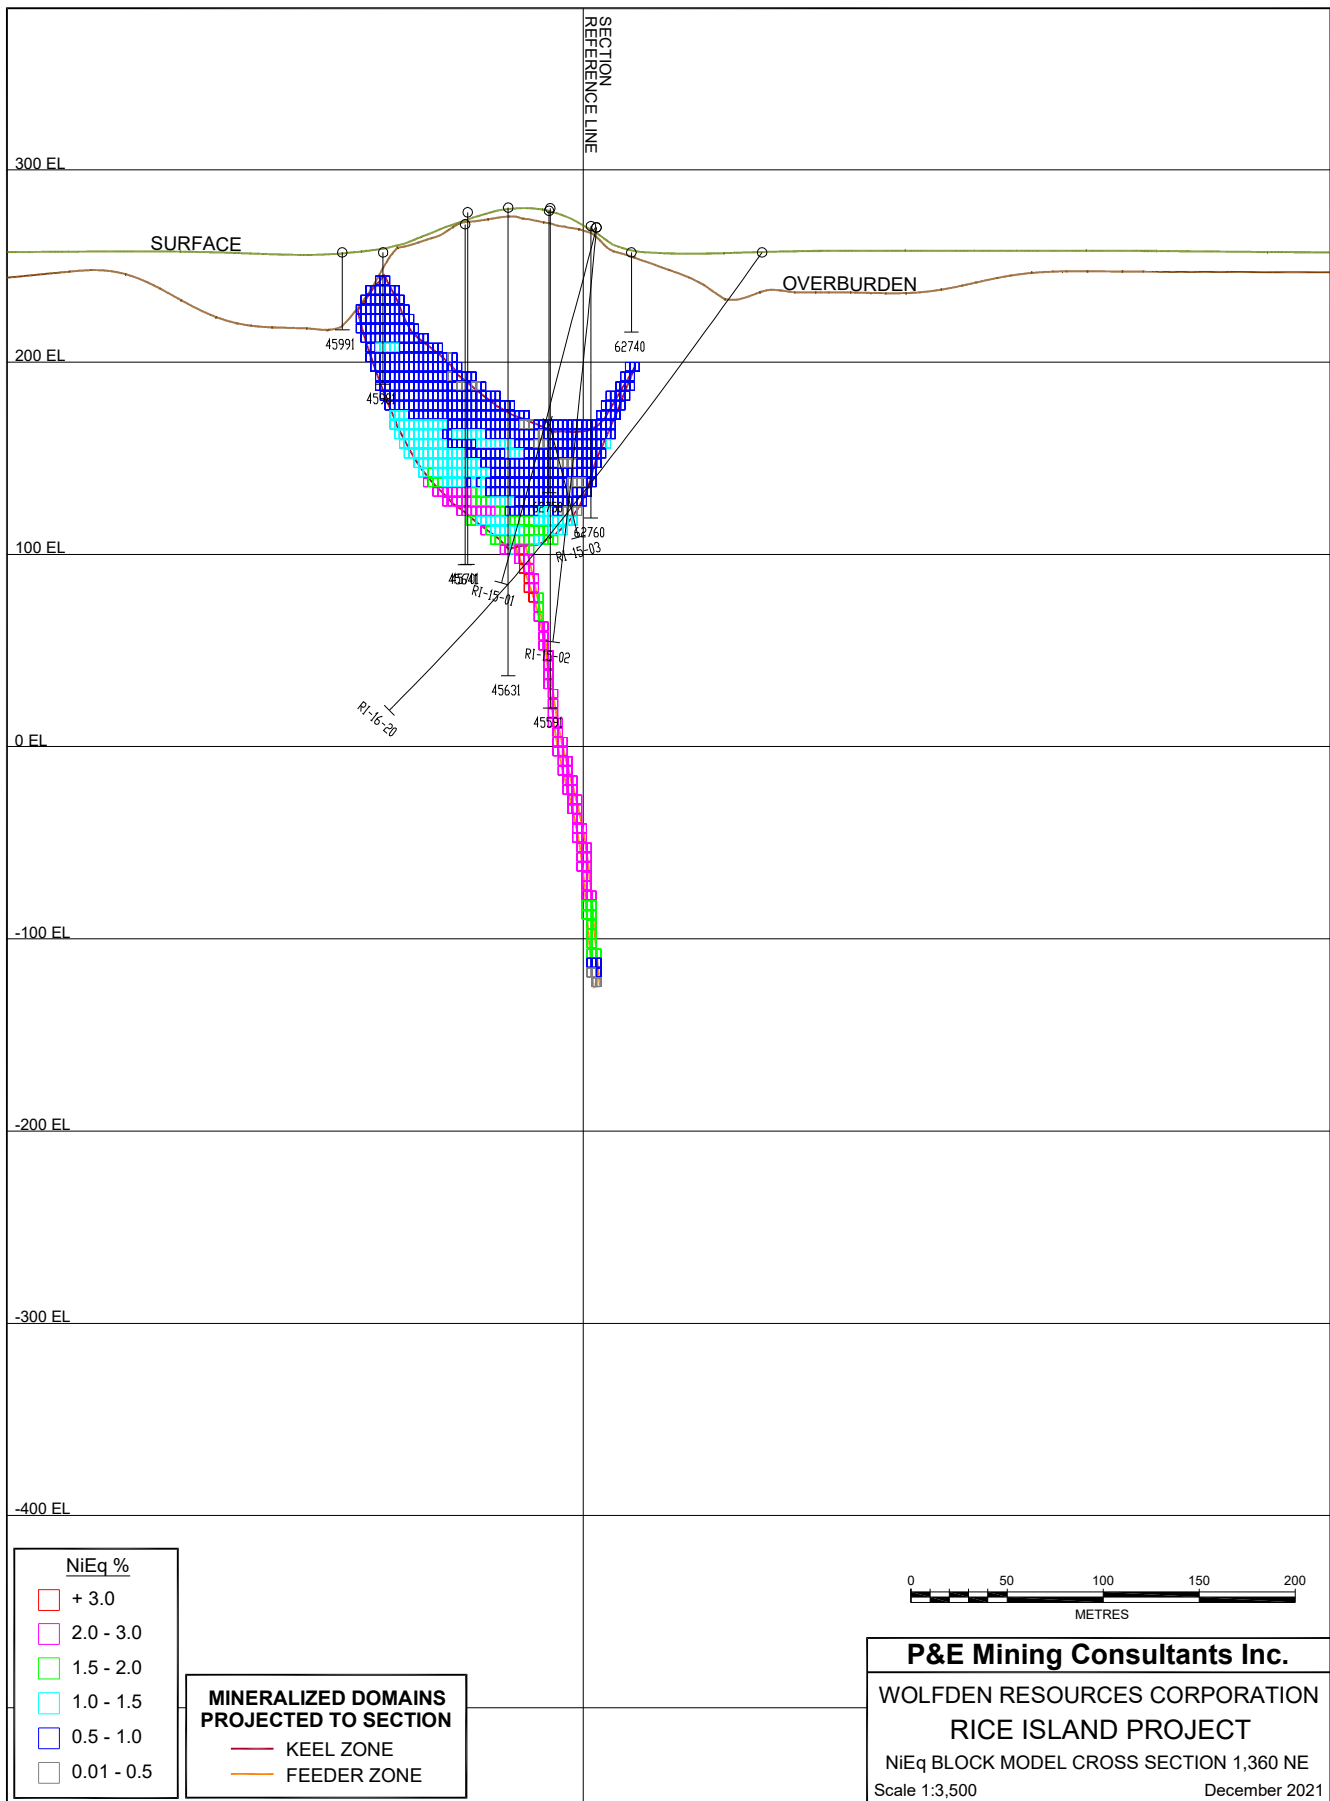 SECTION
REFERENCE LINE
300 EL
SURFACE
OVERBURDEN
45991
62740
200 EL
62760
RI-15-03
100 EL
RI-15-01
RI-15-02
45631
RI-16-20
45591
0 EL
-100 EL
-200 EL
-300 EL
-400 EL
NiEq %
+ 3.0
2.0 - 3.0
1.5 - 2.0
1.0 - 1.5
0.5 - 1.0
0.01 - 0.5
MINERALIZED DOMAINS
PROJECTED TO SECTION
KEEL ZONE
FEEDER ZONE
0 50 100 150 200
METRES
P&E Mining Consultants Inc.
WOLFDEN RESOURCES CORPORATION
RICE ISLAND PROJECT
NiEq BLOCK MODEL CROSS SECTION 1,360 NE
Scale 1:3,500 December 2021